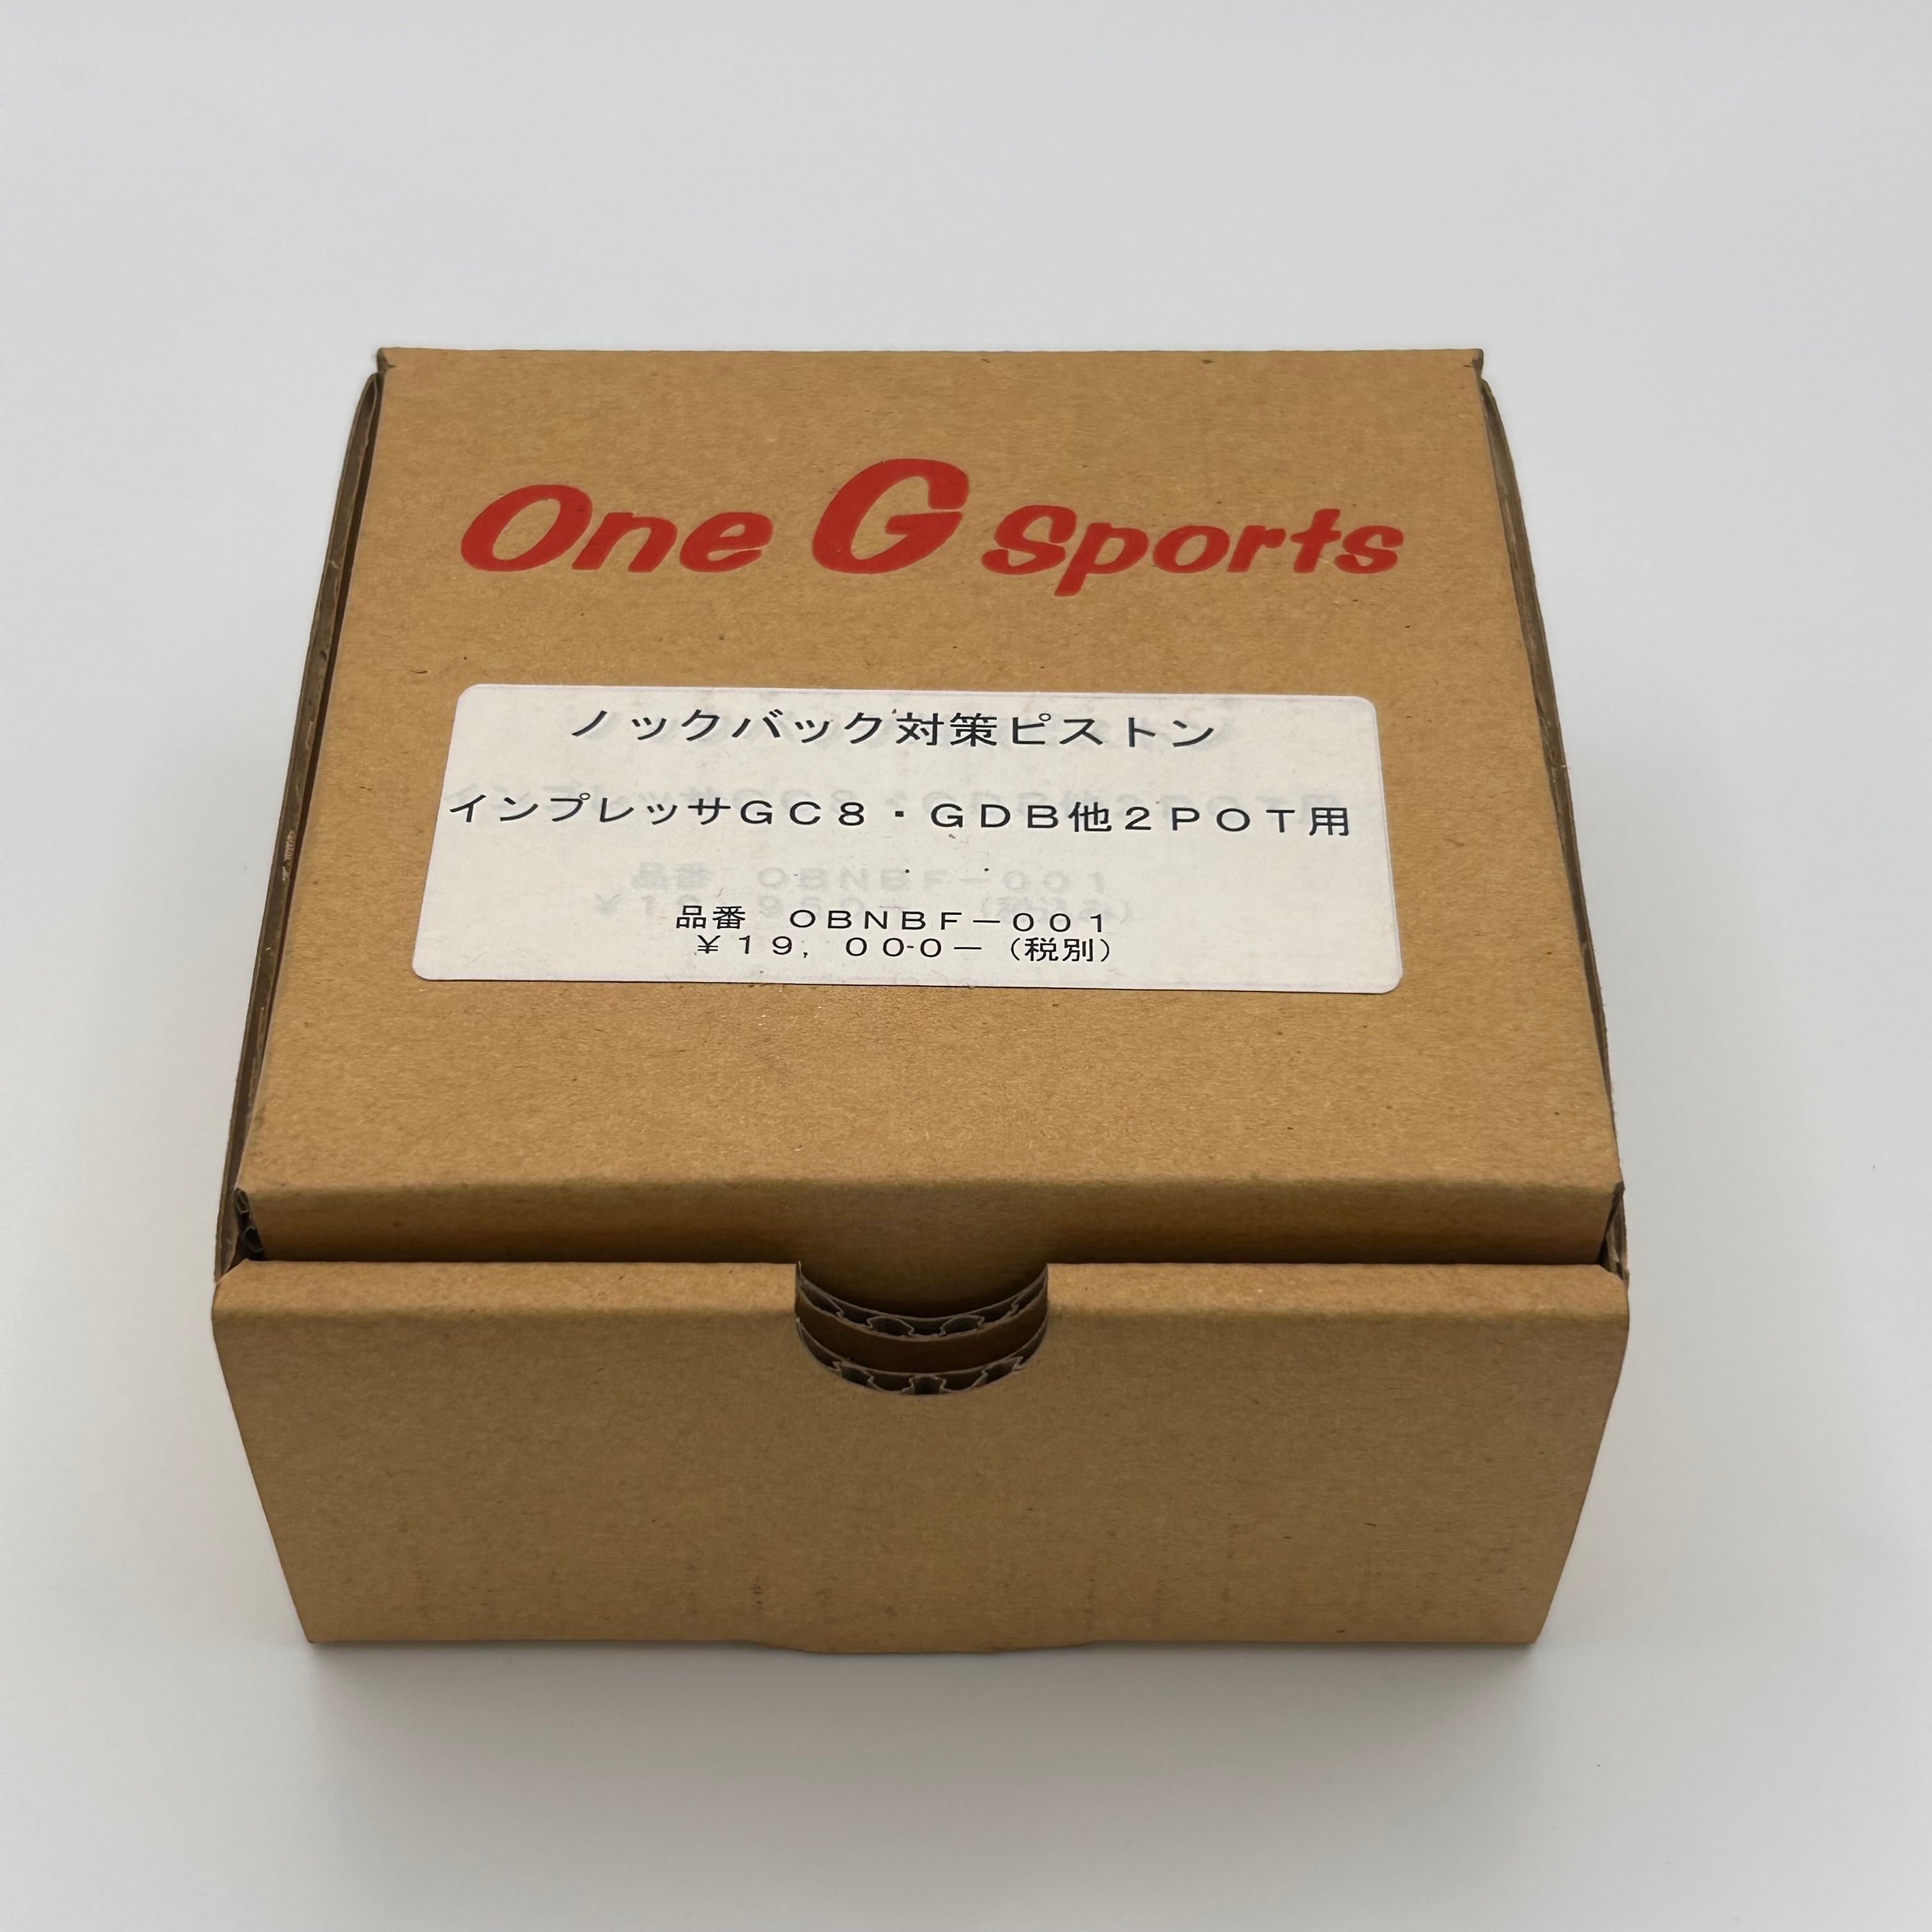 One G Sports
ノックバック対策ピストン
インプレッサＧＣ８・ＧＤＢ他２ＰＯＴ用
品番　ＯＢＮＢＦ－００１
￥１９，０００－（税別）